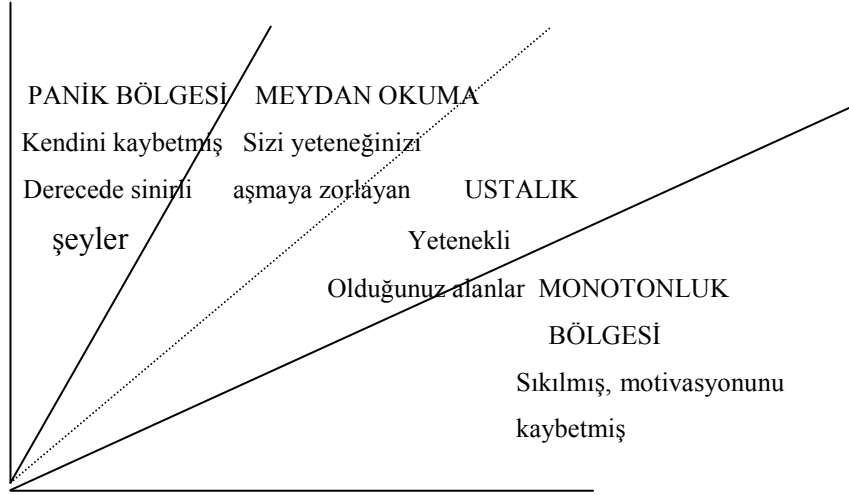 PANİK BÖLGESİ MEYDAN OKUMA
Kendini kaybetmiş Sizi yeteneğinizi
Derecede sinirli aşmaya zorlayan USTALIK
şeyler Yetenekli
Olduğunuz alanlar MONOTONLUK
BÖLGESİ
Sıkılmış, motivasyonunu
kaybetmiş